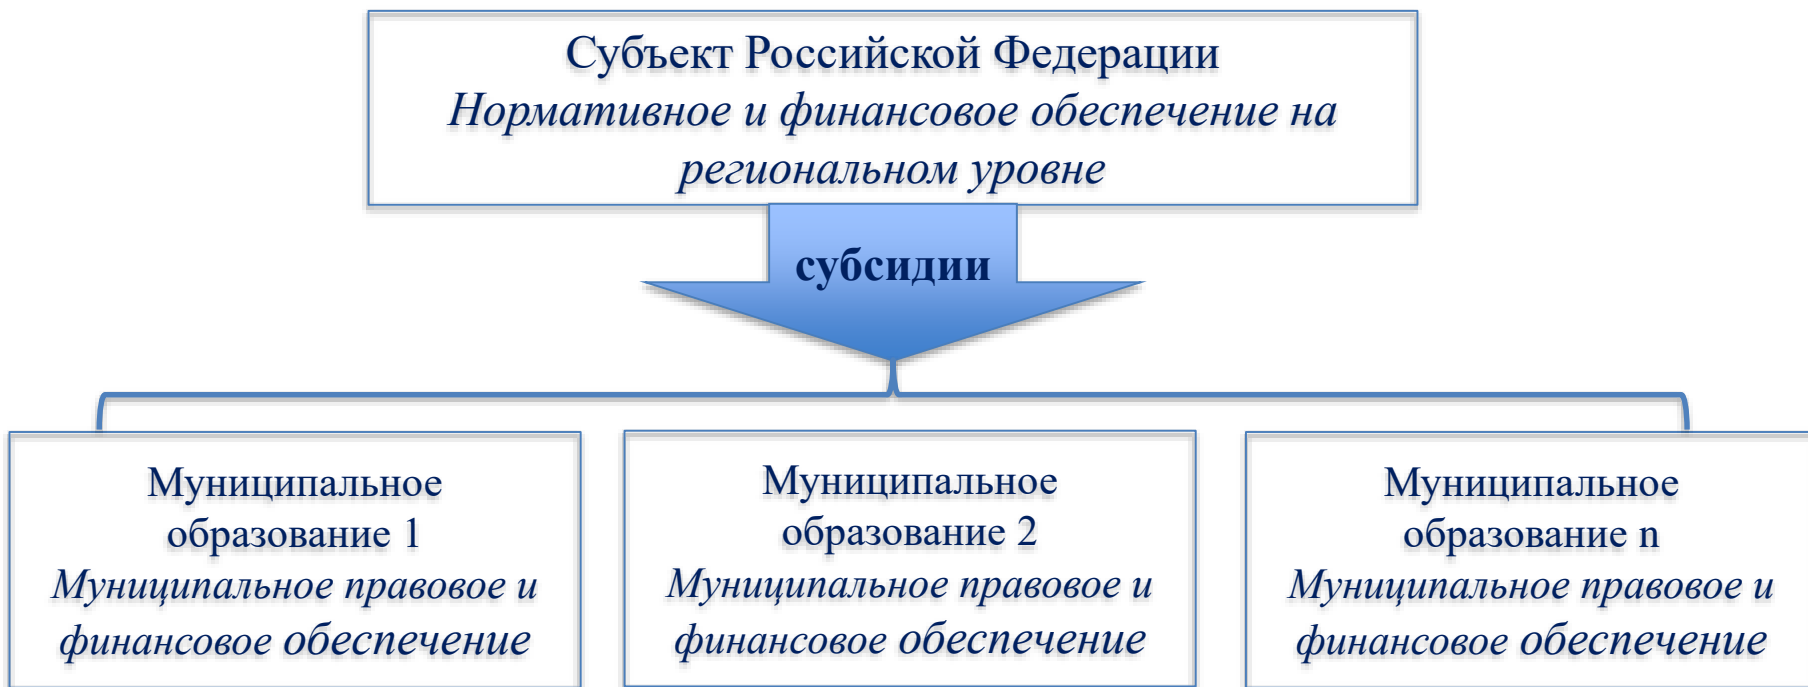 Субъект Российской Федерации
Нормативное и финансовое обеспечение на
региональном уровне
субсидии
Муниципальное
образование 1
Муниципальное правовое и
финансовое обеспечение
Муниципальное
образование 2
Муниципальное правовое и
финансовое обеспечение
Муниципальное
образование n
Муниципальное правовое и
финансовое обеспечение